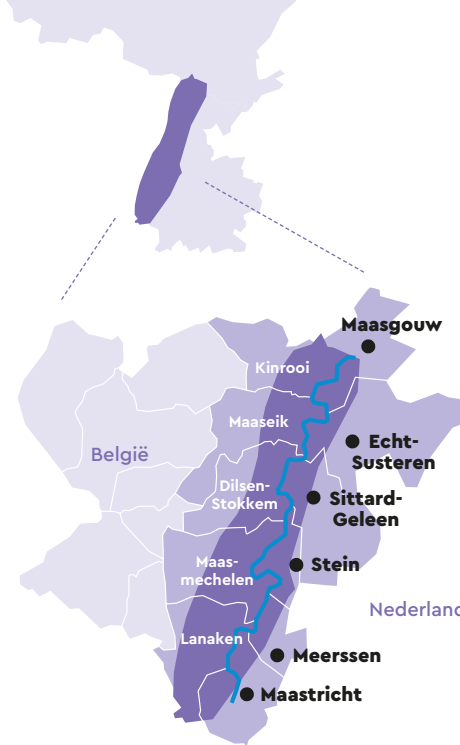 Maasgouw
Kinrooi
Maaseik
België
Echt-
Susteren
Dilsen-
Stokkem
Sittard-
Geleen
Maas-
mechelen
Stein
Nederland
Lanaken
Meerssen
Maastricht